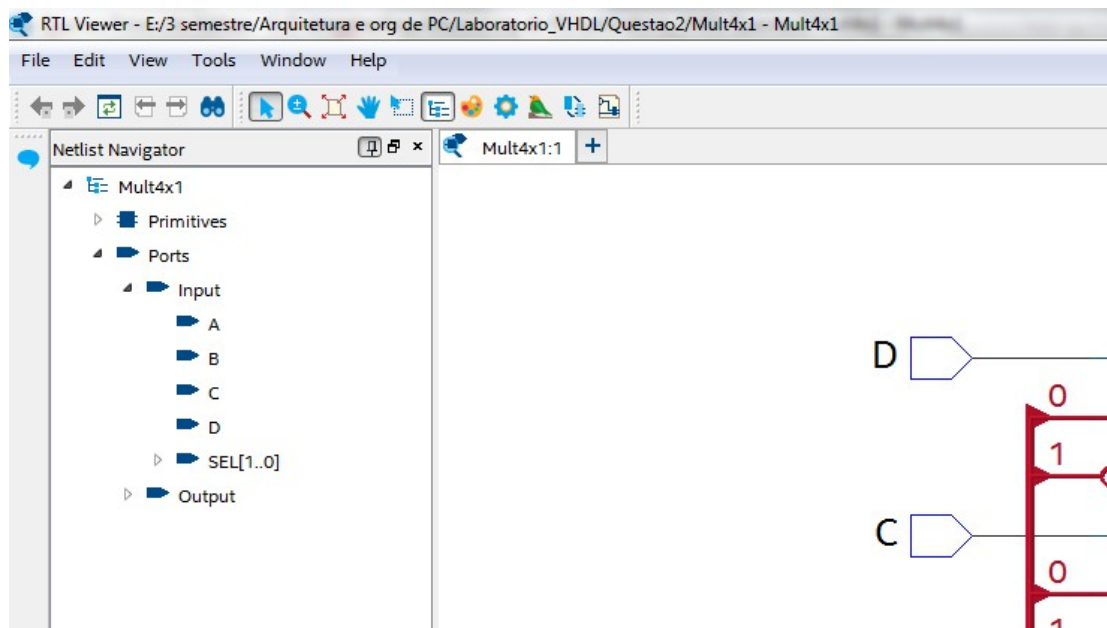 RTL Viewer - E:/3 semestre/Arquitetura e org de PC/Laboratorio_VHDL/Questao2/Mult4x1 - Mult4x1
File Edit View Tools Window Help
Netlist Navigator
Mult4x1:1
Mult4x1
Primitives
Ports
Input
A
B
C
D
SEL[1..0]
Output
D
0
1
C
0
1